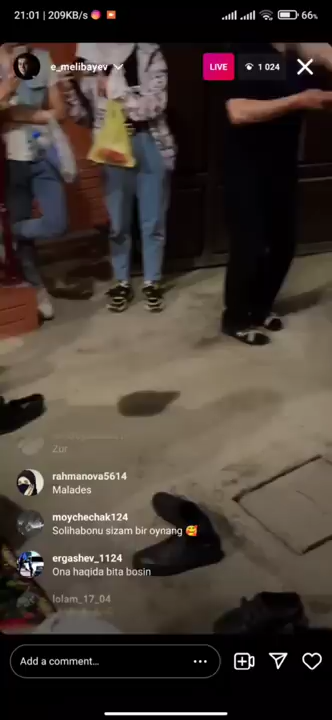 21:01 | 209KB/s
66%
e_melibayev
LIVE
1 024
Zur
rahmanova5614
Malades
moychechak124
Solihabonu sizam bir oynang 🥰
ergashev_1124
Ona haqida bita bosin
lolam_17_04
Add a comment...